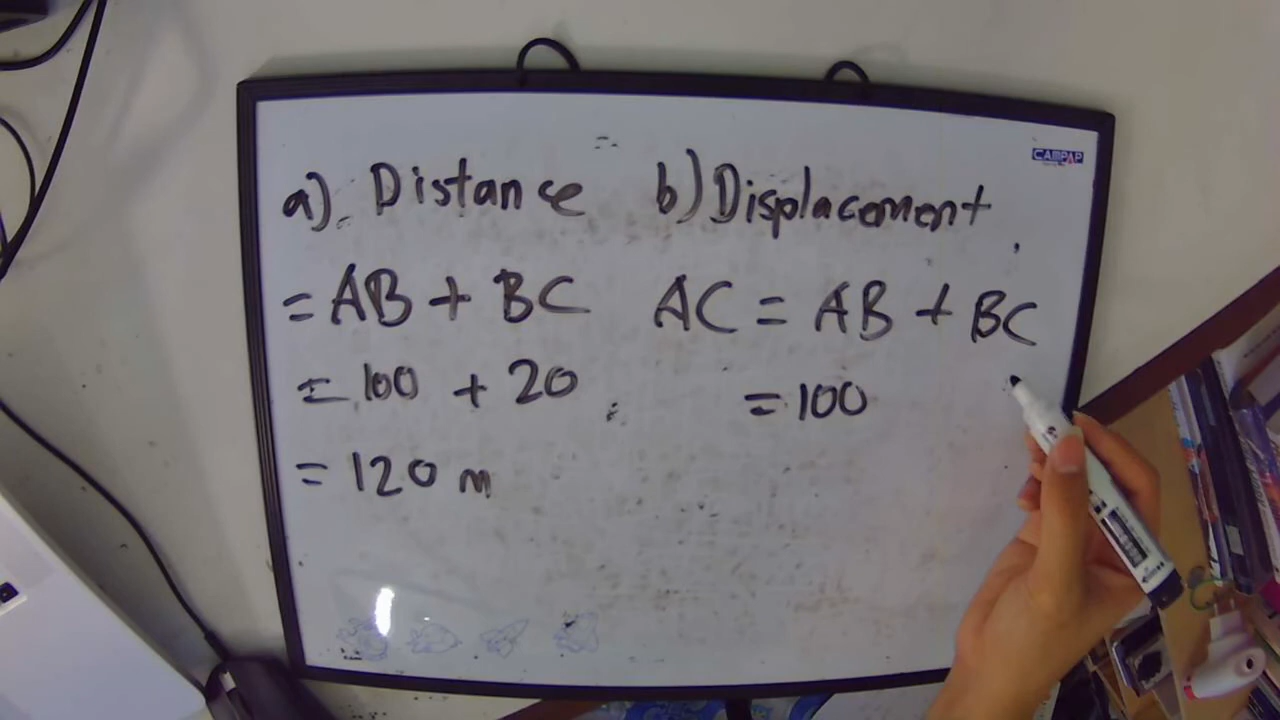 CAMPAP
a) Distance
= AB + BC
= 100 + 20
= 120 m
b) Displacement
AC = AB + BC
= 100